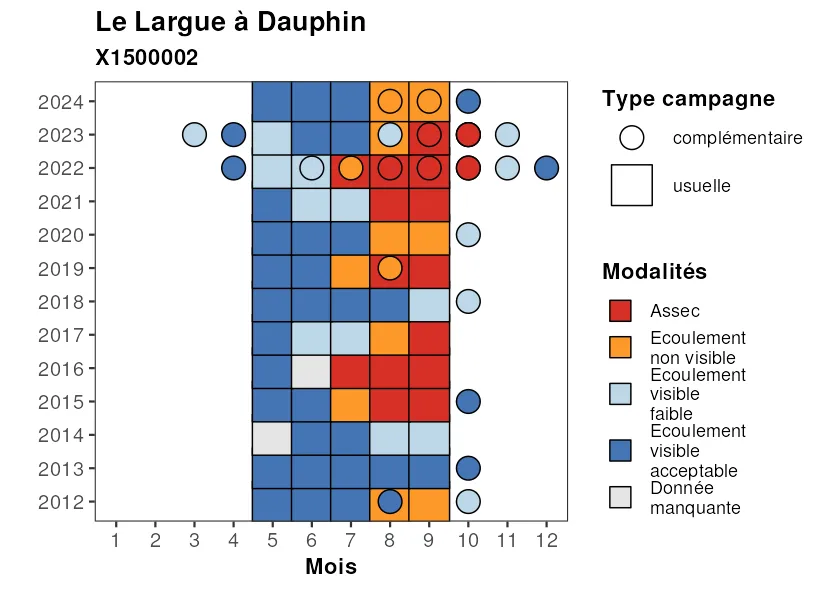 Le Largue à Dauphin
X1500002
2024
2023
2022
2021
2020
2019
2018
2017
2016
2015
2014
2013
2012
1 2 3 4 5 6 7 8 9 10 11 12
Mois
Type campagne
complémentaire
usuelle
Modalités
Assec
Ecoulement
non visible
Ecoulement
visible
faible
Ecoulement
visible
acceptable
Donnée
manquante